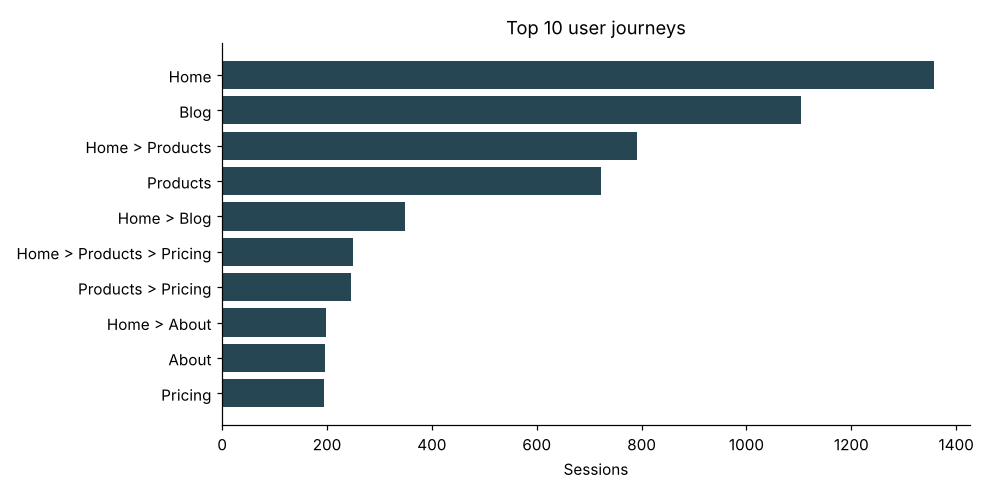 Top 10 user journeys
Home
Blog
Home > Products
Products
Home > Blog
Home > Products > Pricing
Products > Pricing
Home > About
About
Pricing
0 200 400 600 800 1000 1200 1400
Sessions